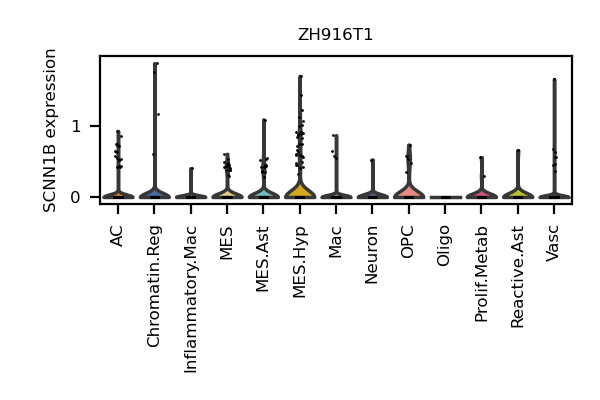 ZH916T1
SCNN1B expression
1
0
AC
Chromatin.Reg
Inflammatory.Mac
MES
MES.Ast
MES.Hyp
Mac
Neuron
OPC
Oligo
Prolif.Metab
Reactive.Ast
Vasc